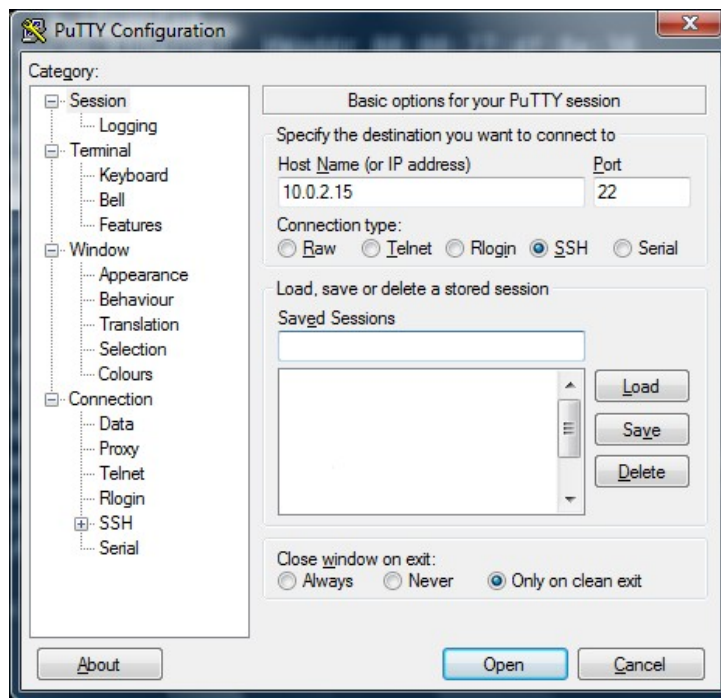 PuTTY Configuration
Category:
Session
Logging
Terminal
Keyboard
Bell
Features
Window
Appearance
Behaviour
Translation
Selection
Colours
Connection
Data
Proxy
Telnet
Rlogin
SSH
Serial
Basic options for your PuTTY session
Specify the destination you want to connect to
Host Name (or IP address) Port
10.0.2.15 22
Connection type:
Raw Telnet Rlogin SSH Serial
Load, save or delete a stored session
Saved Sessions
Load
Save
Delete
Close window on exit:
Always Never Only on clean exit
About Open Cancel